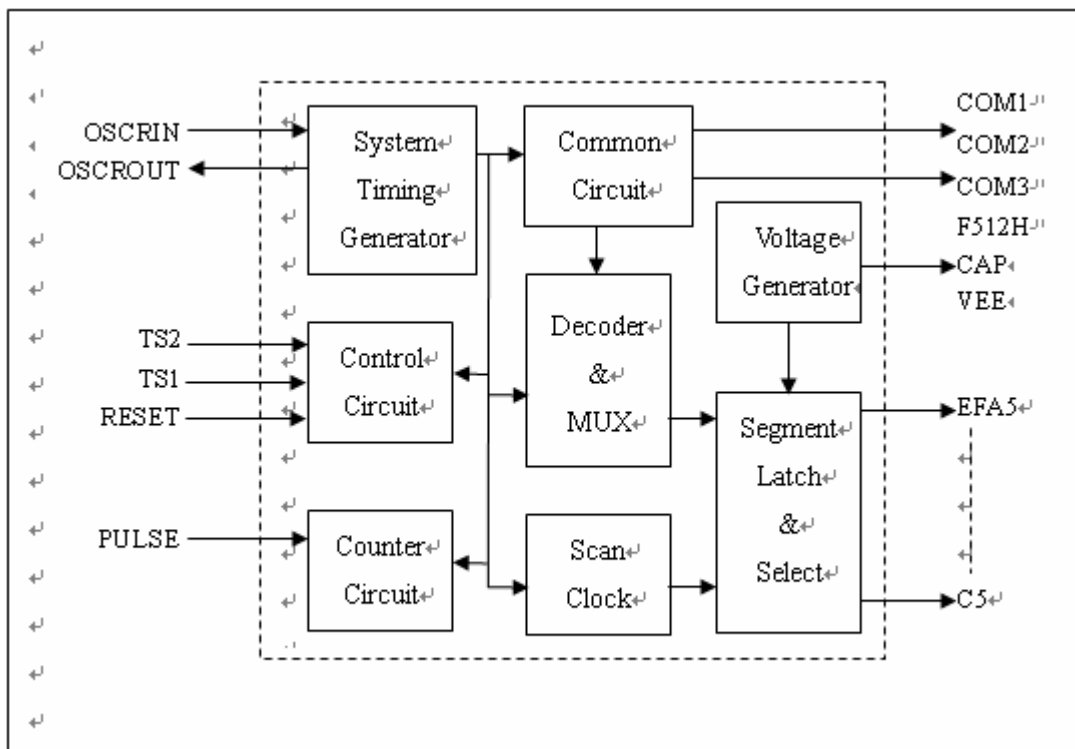 OSCRIN
OSCROUT
System
Timing
Generator
Common
Circuit
COM1
COM2
COM3
F512H
CAP
VEE
Voltage
Generator
TS2
TS1
RESET
Control
Circuit
Decoder
&
MUX
Segment
Latch
&
Select
EFA5
C5
PULSE
Counter
Circuit
Scan
Clock